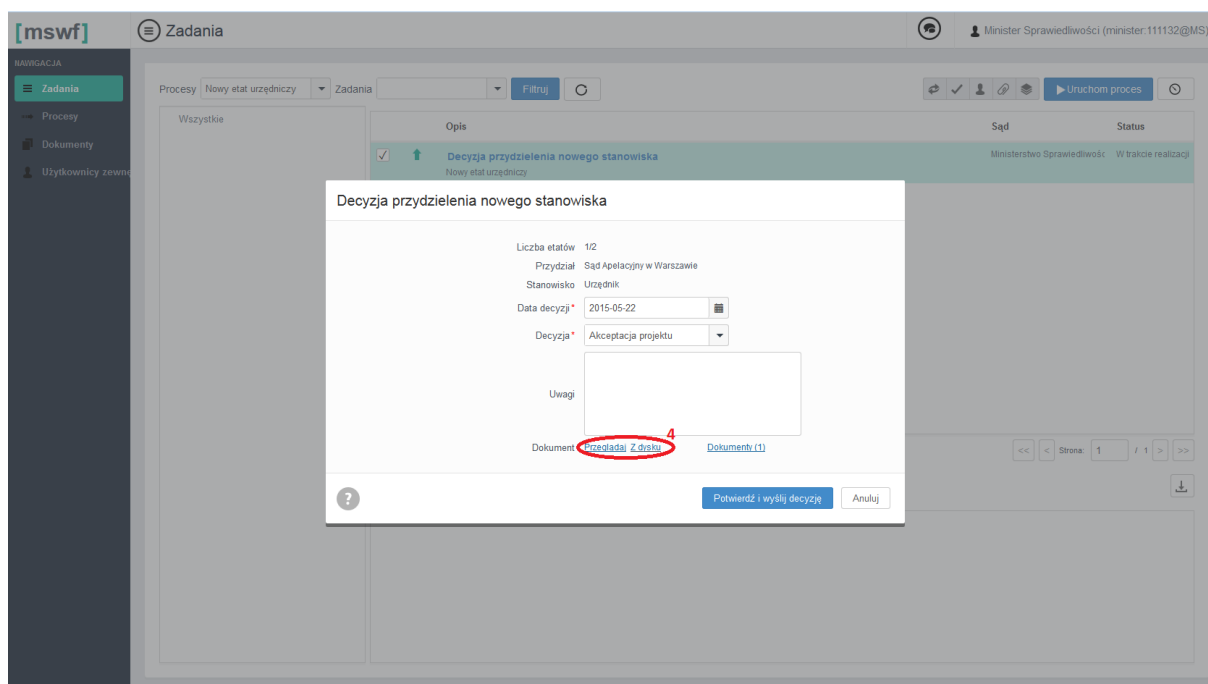 [mswf]
Zadania
Minister Sprawiedliwości (minister:111132@MS)
NAWIGACJA
Zadania
Procesy
Dokumenty
Użytkownicy zewnę
Procesy Nowy etat urzędniczy Zadania Filtruj Uruchom proces
Wszystkie
Opis Sąd Status
Decyzja przydzielenia nowego stanowiska Ministerstwo Sprawiedliwośc W trakcie realizacji
Nowy etat urzędniczy
Decyzja przydzielenia nowego stanowiska
Liczba etatów 1/2
Przydział Sąd Apelacyjny w Warszawie
Stanowisko Urzędnik
Data decyzji* 2015-05-22
Decyzja* Akceptacja projektu
Uwagi
4
Dokument Przeglądaj Z dysku Dokumenty (1)
<< < Strona: 1 / 1 > >>
? Potwierdź i wyślij decyzję Anuluj